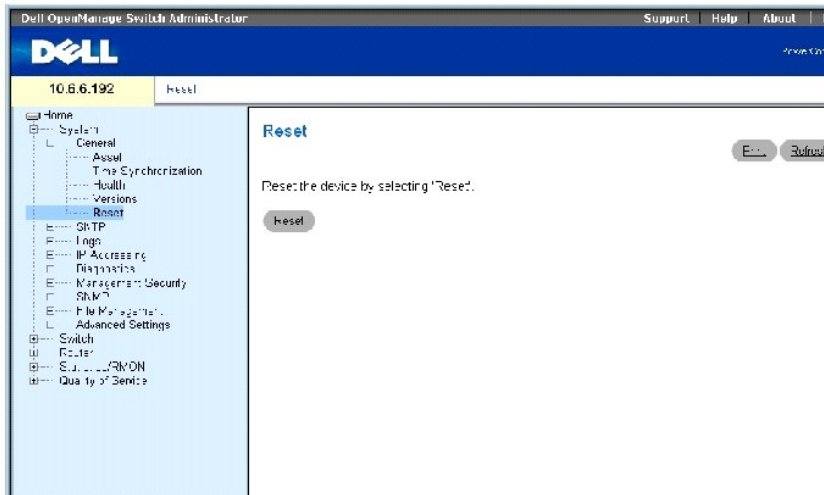 Dell OpenManage Switch Administrator
Support | Help | About |
DELL
10.6.6.192
Reset
Home
System
General
Asset
Time Synchronization
Health
Versions
Reset
SNTP
Logs
IP Addressing
Diagnostics
Management Security
SNMP
File Management
Advanced Settings
Switch
Router
/RMON
Quality of Service
Reset
Refresh
Reset the device by selecting 'Reset'.
Reset